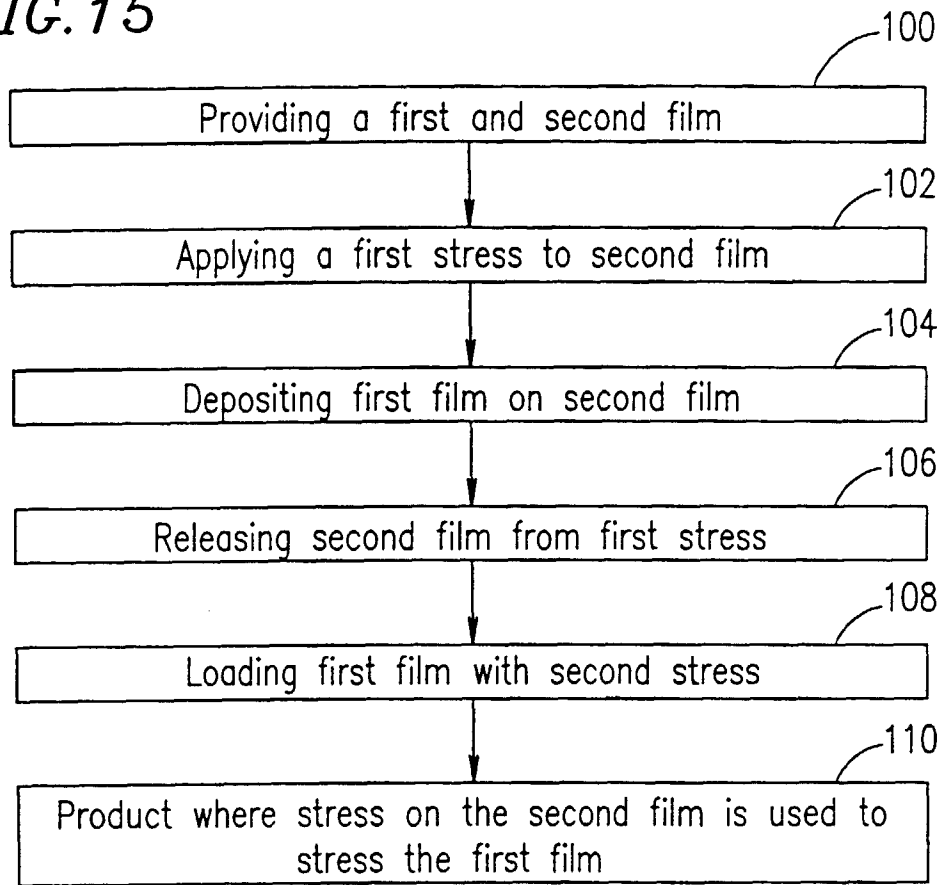 IG. 15
100
Providing a first and second film
102
Applying a first stress to second film
104
Depositing first film on second film
106
Releasing second film from first stress
108
Loading first film with second stress
110
Product where stress on the second film is used to
stress the first film